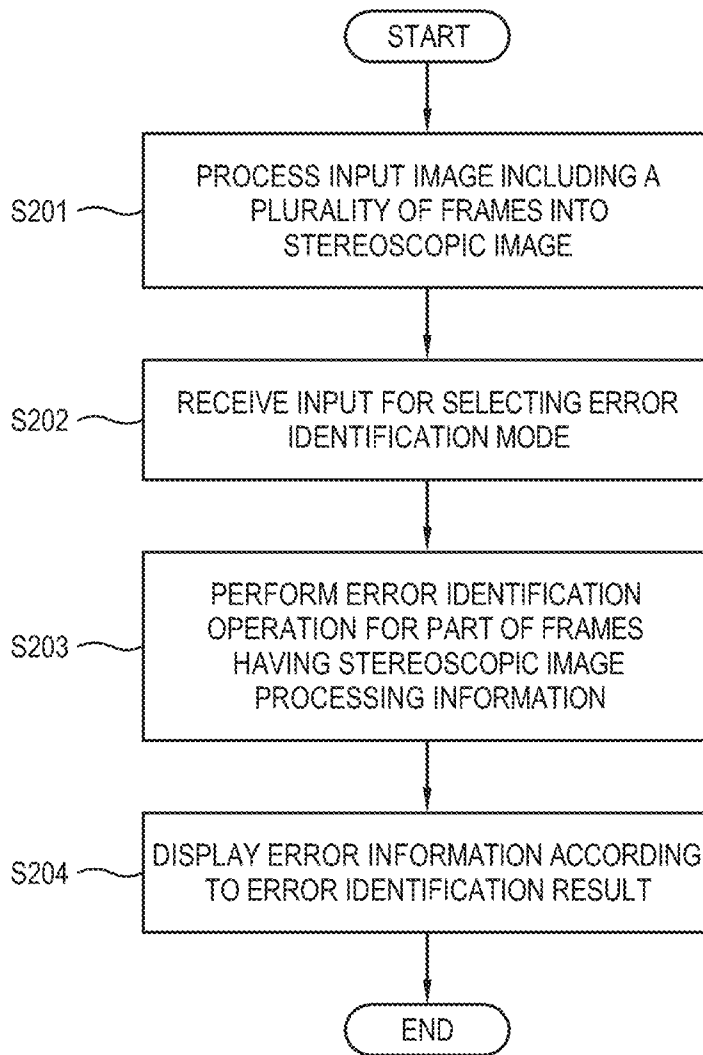 START
S201
PROCESS INPUT IMAGE INCLUDING A
PLURALITY OF FRAMES INTO
STEREOSCOPIC IMAGE
S202
RECEIVE INPUT FOR SELECTING ERROR
IDENTIFICATION MODE
S203
PERFORM ERROR IDENTIFICATION
OPERATION FOR PART OF FRAMES
HAVING STEREOSCOPIC IMAGE
PROCESSING INFORMATION
S204
DISPLAY ERROR INFORMATION ACCORDING
TO ERROR IDENTIFICATION RESULT
END